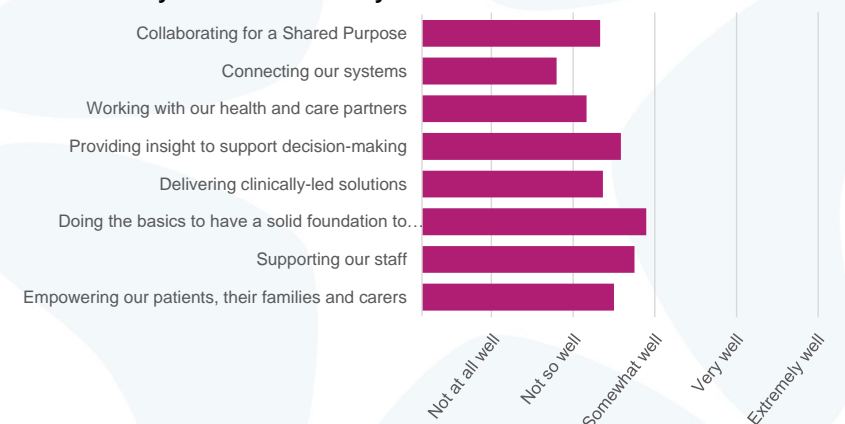 Collaborating for a Shared Purpose
Connecting our systems
Working with our health and care partners
Providing insight to support decision-making
Delivering clinically-led solutions
Doing the basics to have a solid foundation to…
Supporting our staff
Empowering our patients, their families and carers
Not at all well
Not so well
Somewhat well
Very well
Extremely well